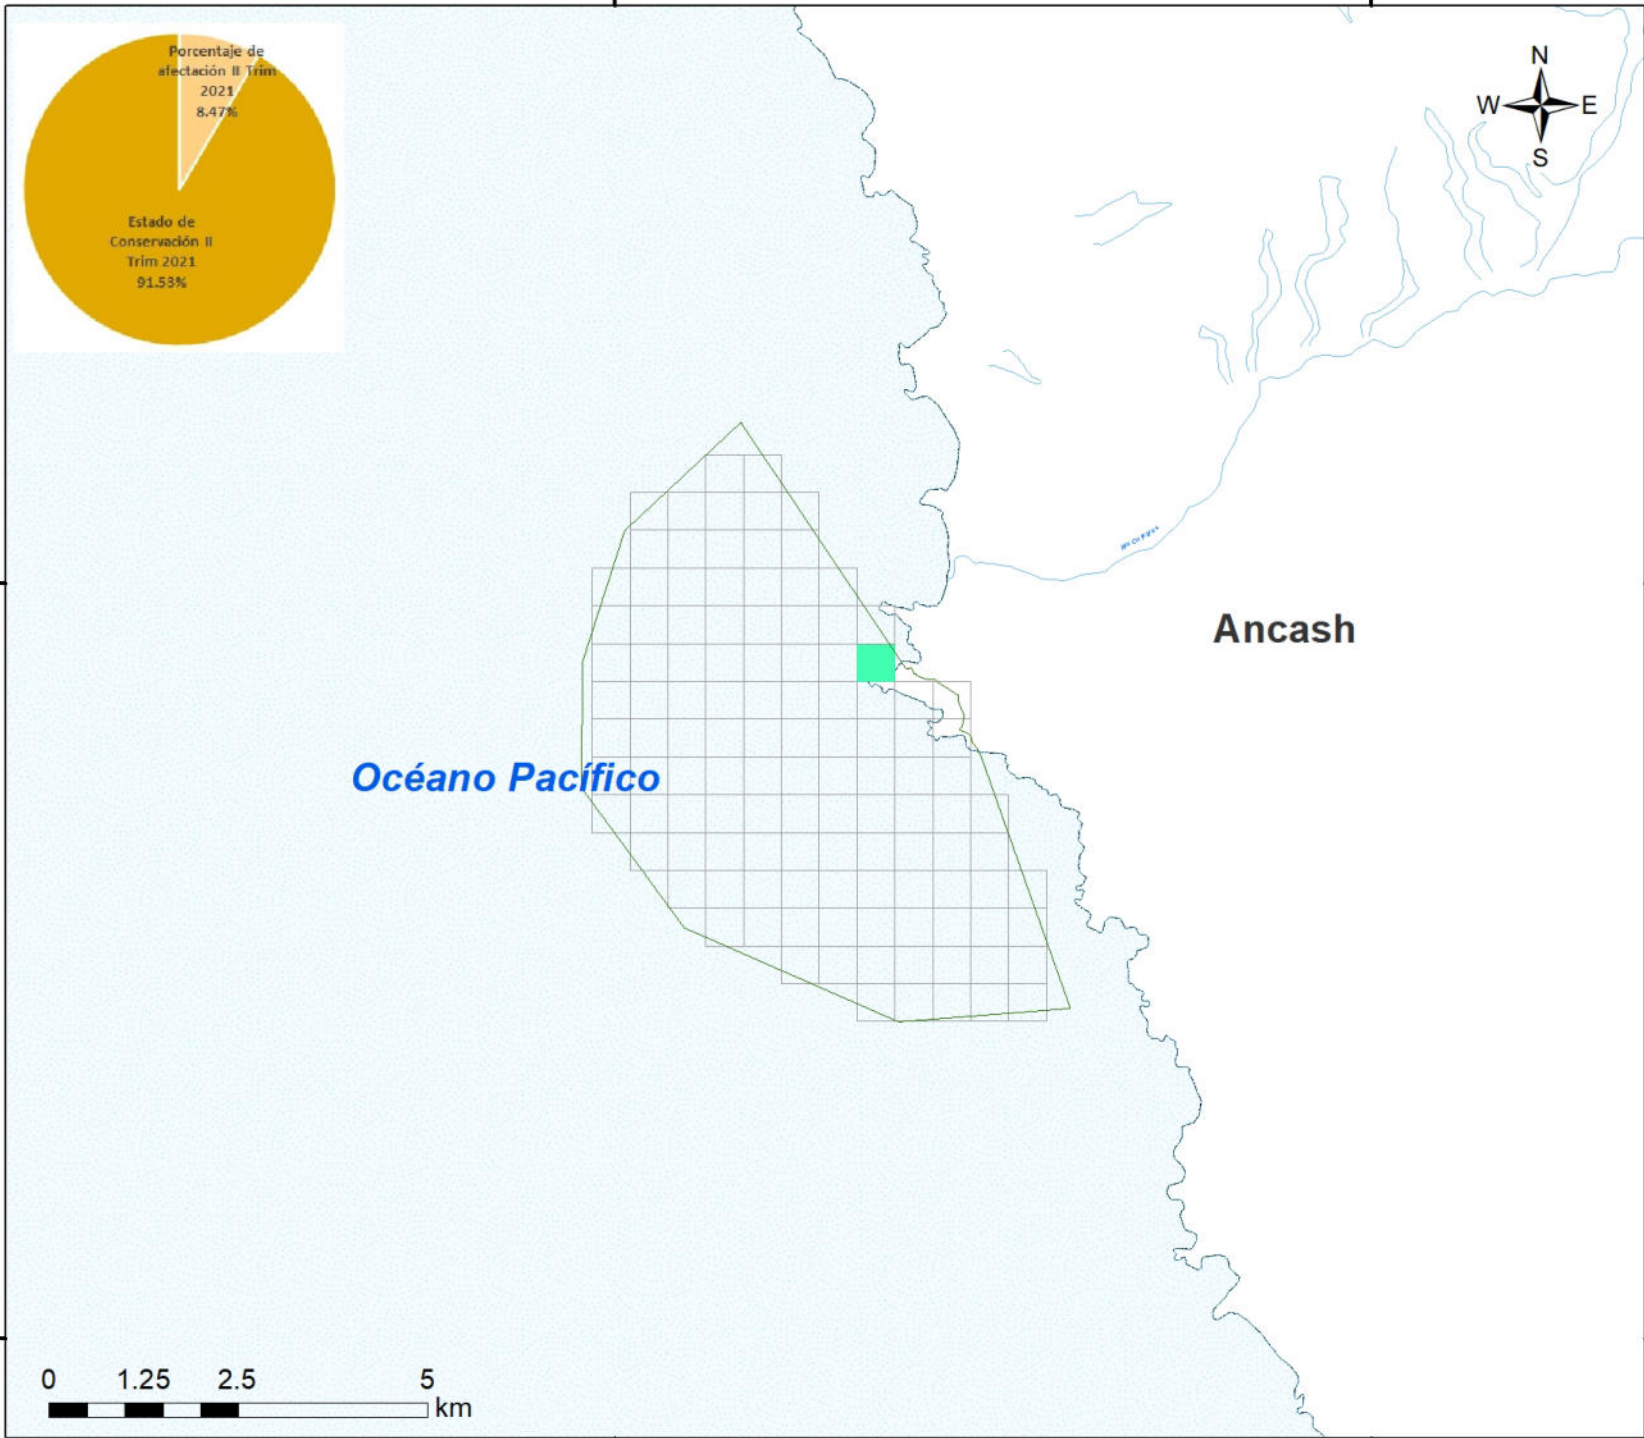 Porcentaje de
afectación II Trim
2021
8.47%
Estado de
Conservación II
Trim 2021
91.53%
N
W
E
S
Ancash
Océano Pacífico
0 1.25 2.5 5
km